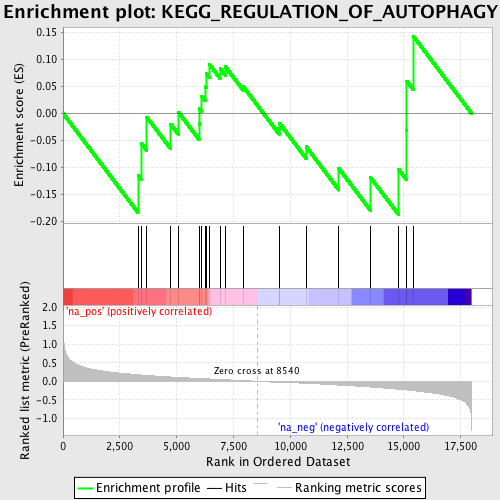 Enrichment plot: KEGG_REGULATION_OF_AUTOPHAGY
Enrichment score (ES)
0.15
0.10
0.05
0.00
-0.05
-0.10
-0.15
-0.20
'na_pos' (positively correlated)
Ranked list metric (PreRanked)
2.0
1.5
1.0
0.5
0.0
-0.5
-1.0
Zero cross at 8540
'na_neg' (negatively correlated)
0 2,500 5,000 7,500 10,000 12,500 15,000 17,500
Rank in Ordered Dataset
Enrichment profile Hits Ranking metric scores